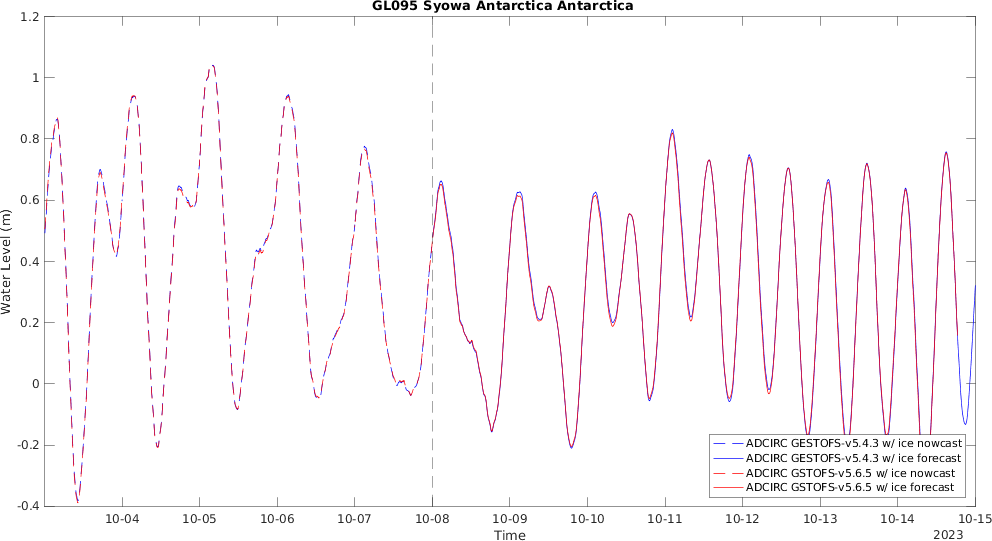 GL095 Syowa Antarctica Antarctica
1.2
1
0.8
0.6
0.4
0.2
0
-0.2
-0.4
Water Level (m)
ADCIRC GESTOFS-v5.4.3 w/ ice nowcast
ADCIRC GESTOFS-v5.4.3 w/ ice forecast
ADCIRC GSTOFS-v5.6.5 w/ ice nowcast
ADCIRC GSTOFS-v5.6.5 w/ ice forecast
10-04 10-05 10-06 10-07 10-08 10-09 10-10 10-11 10-12 10-13 10-14 10-15
Time
2023